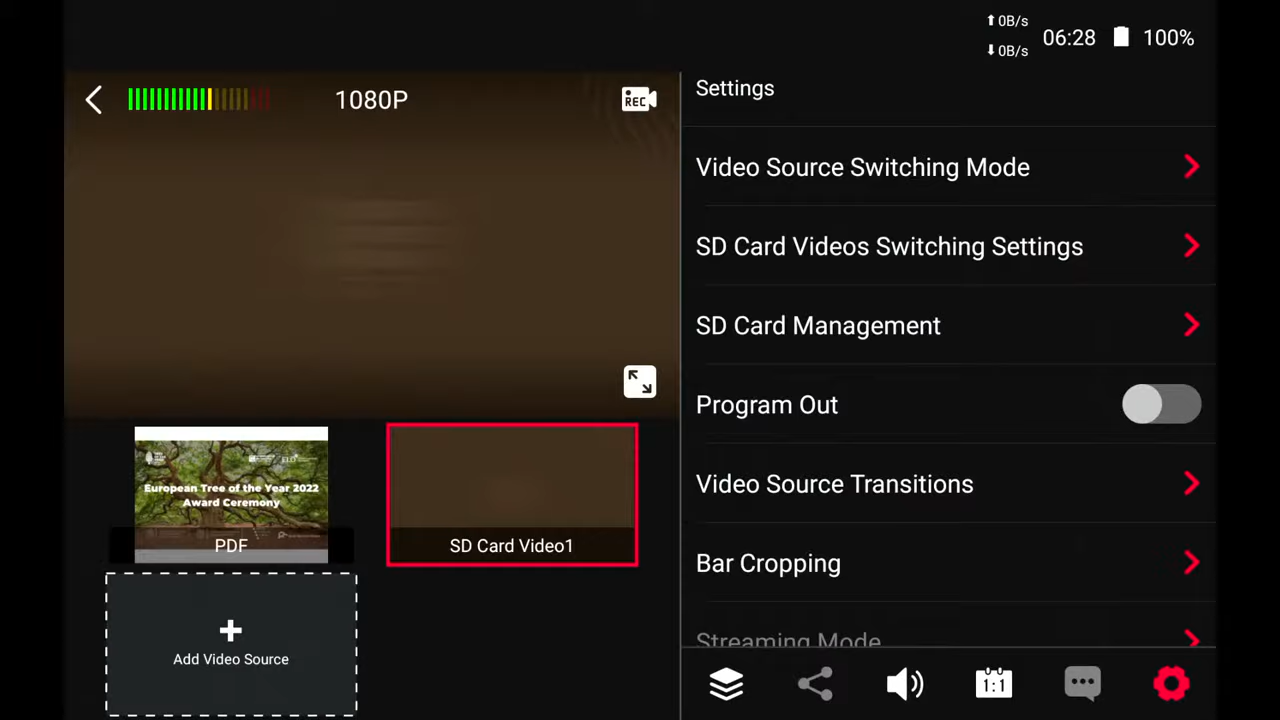 0B/s
0B/s
06:28
100%
1080P
REC
Settings
Video Source Switching Mode
SD Card Videos Switching Settings
SD Card Management
Program Out
Video Source Transitions
Bar Cropping
Streaming Mode
European Tree of the Year 2022
Award Ceremony
PDF
SD Card Video1
Add Video Source
1:1